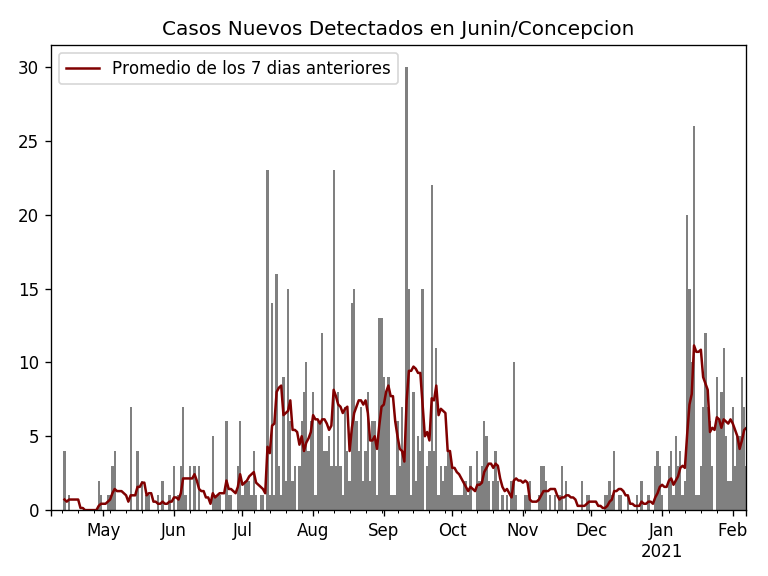 Casos Nuevos Detectados en Junin/Concepcion
Promedio de los 7 dias anteriores
30
25
20
15
10
5
0
May Jun Jul Aug Sep Oct Nov Dec Jan Feb
2021